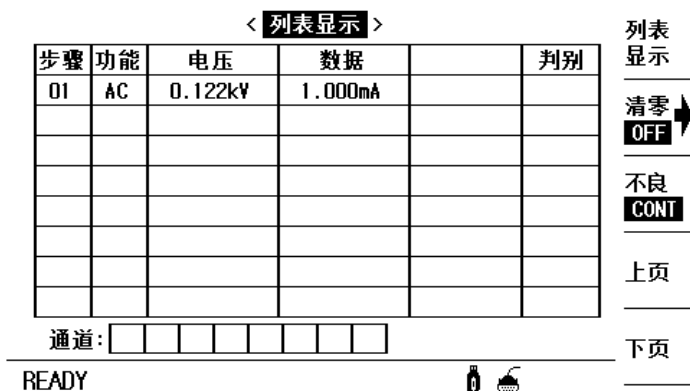 < 列表显示 >
步骤 功能 电压 数据 判别
01 AC 0.122kV 1.000mA
通道:
READY
列表
显示
清零
OFF
不良
CONT
上页
下页